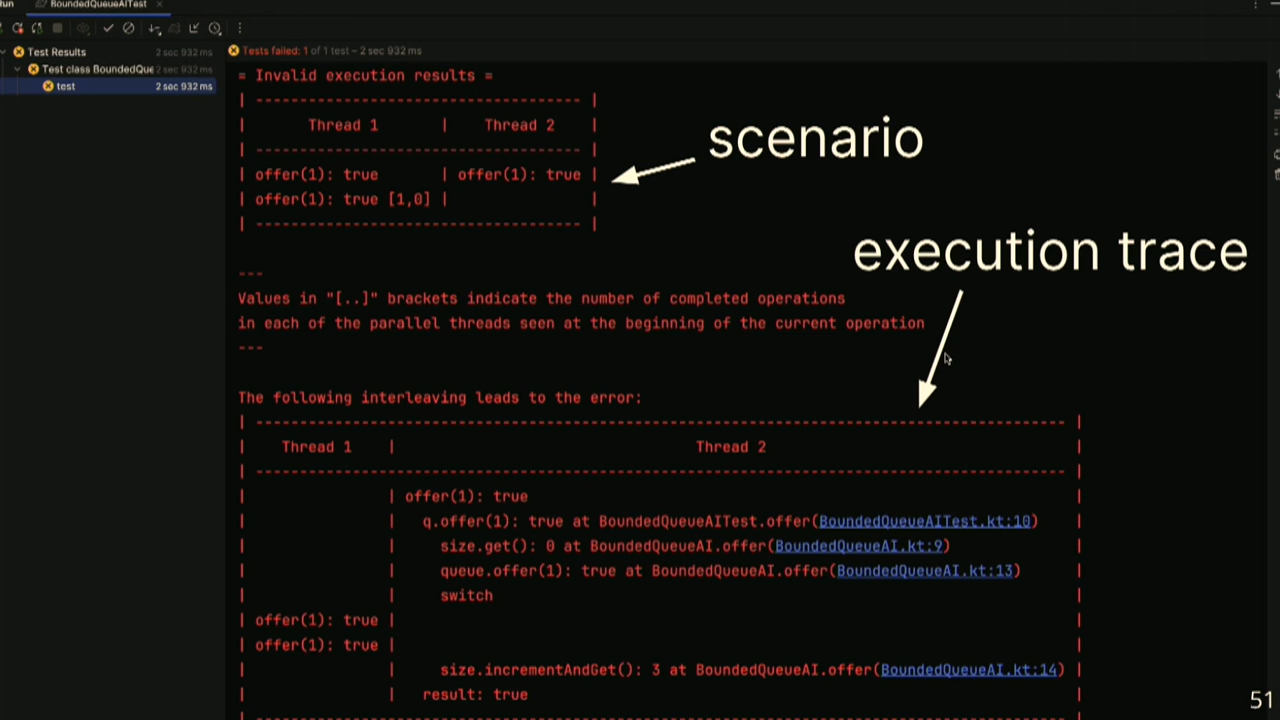 Run BoundedQueueAITest ×
Test Results 2 sec 932 ms
Test class BoundedQue 2 sec 932 ms
test 2 sec 932 ms
Tests failed: 1 of 1 test – 2 sec 932 ms
= Invalid execution results =
| ------------------------------------- |
| Thread 1 | Thread 2 |
| ------------------------------------- |
| offer(1): true | offer(1): true |
| offer(1): true [1,0] | |
| ------------------------------------- |
scenario
execution trace
---
Values in "[..]" brackets indicate the number of completed operations
in each of the parallel threads seen at the beginning of the current operation
---
The following interleaving leads to the error:
| -------------------------------------------------------------------------------------------- |
| Thread 1 | Thread 2 |
| -------------------------------------------------------------------------------------------- |
| | offer(1): true |
| | q.offer(1): true at BoundedQueueAITest.offer(BoundedQueueAITest.kt:10) |
| | size.get(): 0 at BoundedQueueAI.offer(BoundedQueueAI.kt:9) |
| | queue.offer(1): true at BoundedQueueAI.offer(BoundedQueueAI.kt:13) |
| | switch |
| offer(1): true | |
| offer(1): true | |
| | size.incrementAndGet(): 3 at BoundedQueueAI.offer(BoundedQueueAI.kt:14) |
| | result: true |
| -------------------------------------------------------------------------------------------- |
51